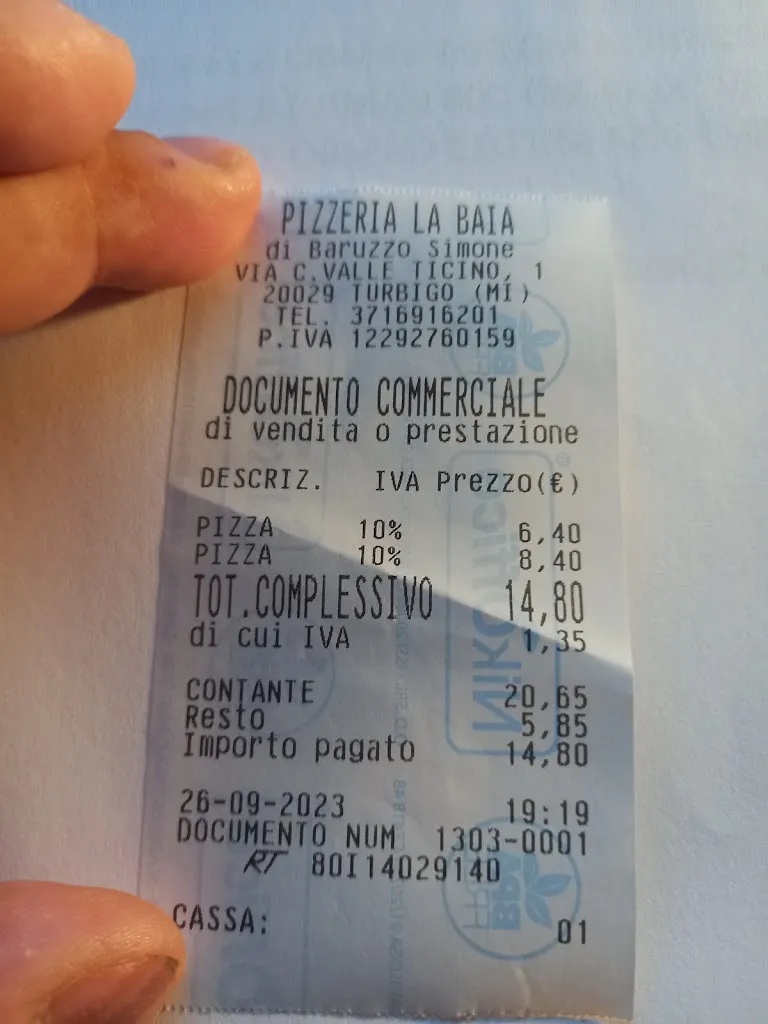 PIZZERIA LA BAIA
di Baruzzo Simone
VIA C.VALLE TICINO, 1
20029 TURBIGO (MI)
TEL. 3716916201
P.IVA 12292760159
DOCUMENTO COMMERCIALE
di vendita o prestazione
DESCRIZ. IVA Prezzo(€)
PIZZA 10% 6,40
PIZZA 10% 8,40
TOT.COMPLESSIVO 14,80
di cui IVA 1,35
CONTANTE 20,65
Resto 5,85
Importo pagato 14,80
26-09-2023 19:19
DOCUMENTO NUM 1303-0001
RT 80I14029140
CASSA: 01